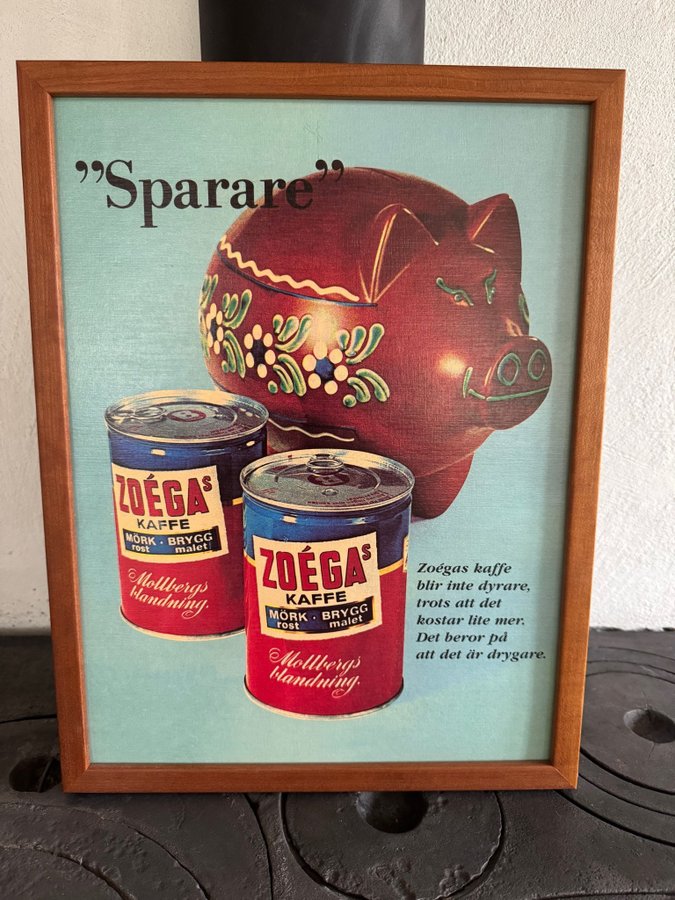 ”Sparare”
ZOÉGAs
KAFFE
MÖRK · BRYGG
rost malet
Mollbergs
blandning.
ZOÉGAs
KAFFE
MÖRK · BRYGG
rost malet
Mollbergs
blandning.
Zoégas kaffe
blir inte dyrare,
trots att det
kostar lite mer.
Det beror på
att det är drygare.